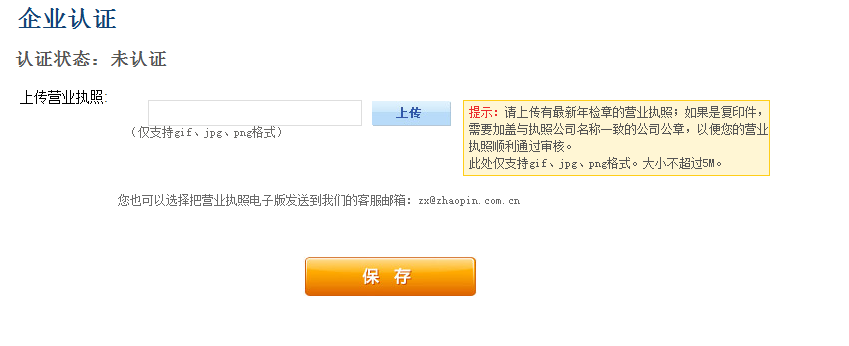 企业认证
认证状态：未认证
上传营业执照:
上传
（仅支持gif、jpg、png格式）
提示：请上传有最新年检章的营业执照；如果是复印件，
需要加盖与执照公司名称一致的公司公章，以便您的营业
执照顺利通过审核。
此处仅支持gif、jpg、png格式。大小不超过5M。
您也可以选择把营业执照电子版发送到我们的客服邮箱：zx@zhaopin.com.cn
保 存